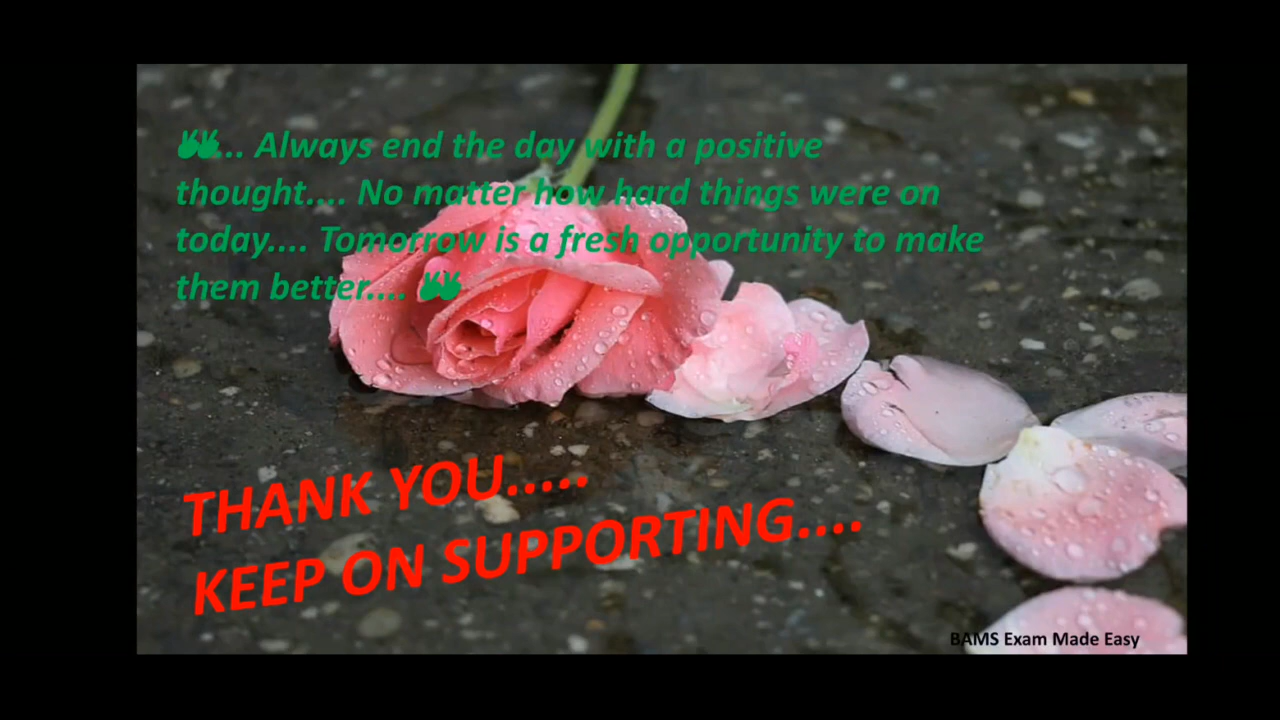 👐... Always end the day with a positive
thought.... No matter how hard things were on
today.... Tomorrow is a fresh opportunity to make
them better.... 👐
THANK YOU.....
KEEP ON SUPPORTING....
BAMS Exam Made Easy